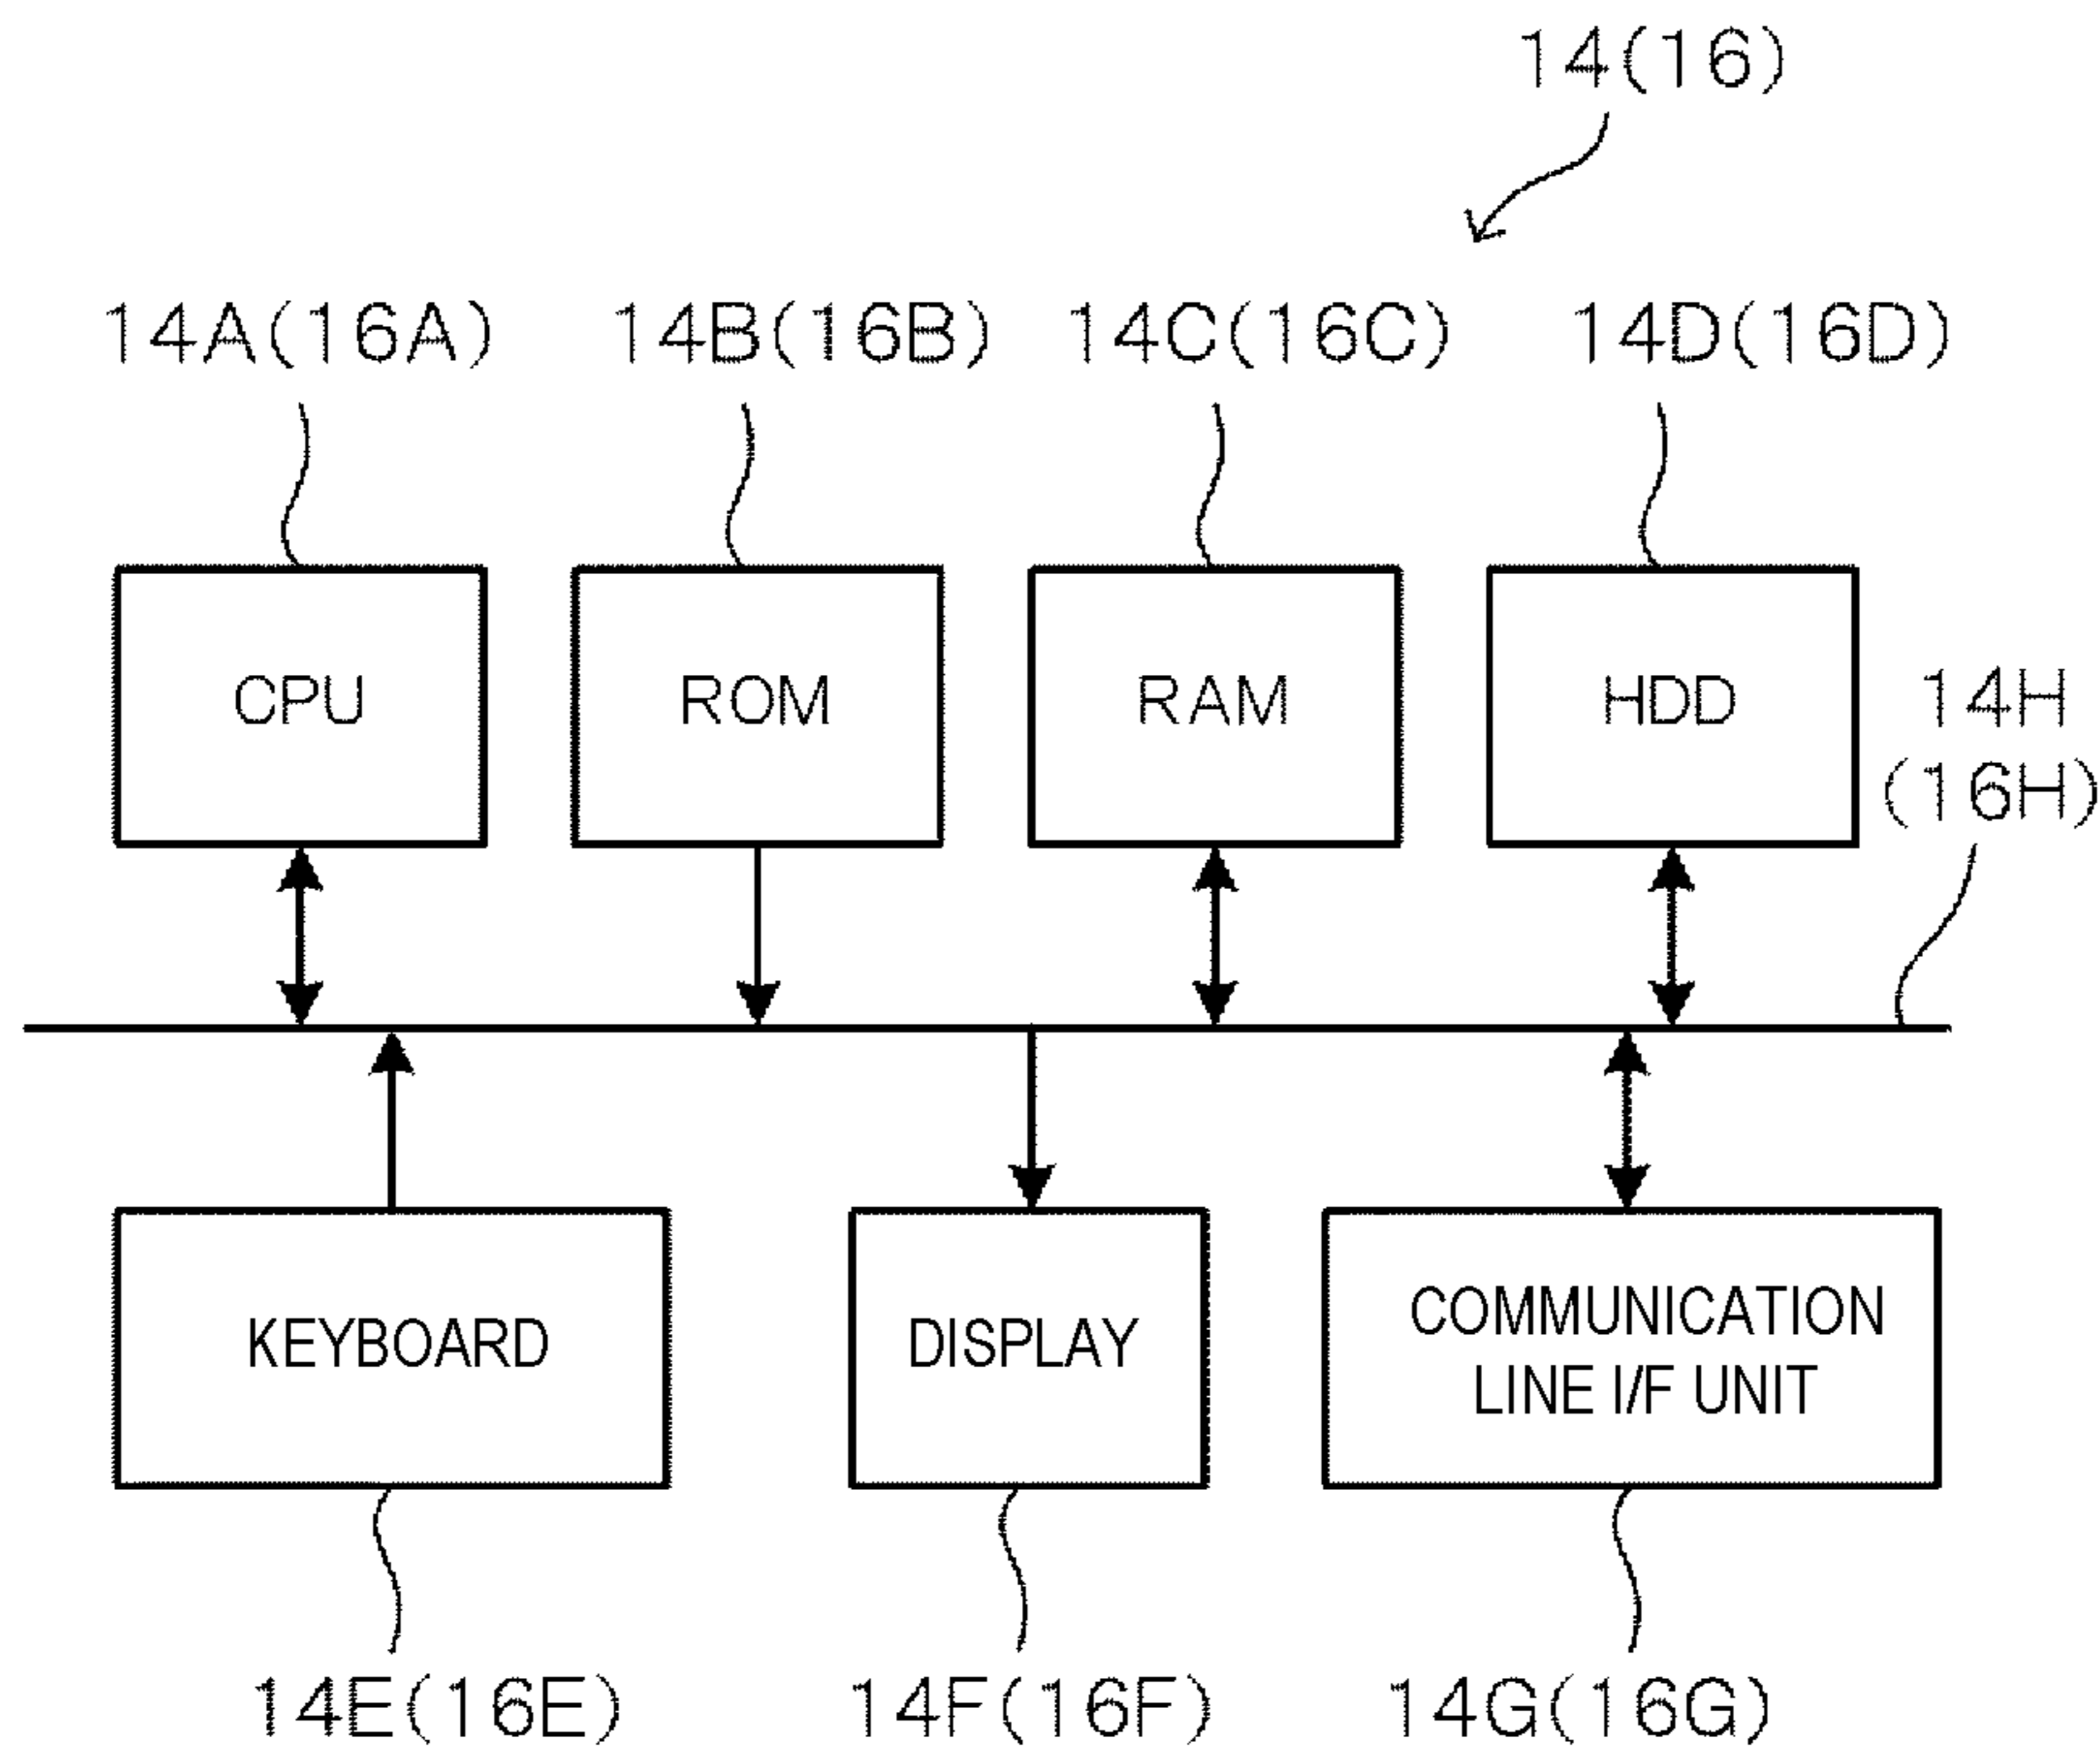 14(16)
14A(16A)
14B(16B)
14C(16C)
14D(16D)
CPU
ROM
RAM
HDD
14H
(16H)
KEYBOARD
DISPLAY
COMMUNICATION
LINE I/F UNIT
14E(16E)
14F(16F)
14G(16G)